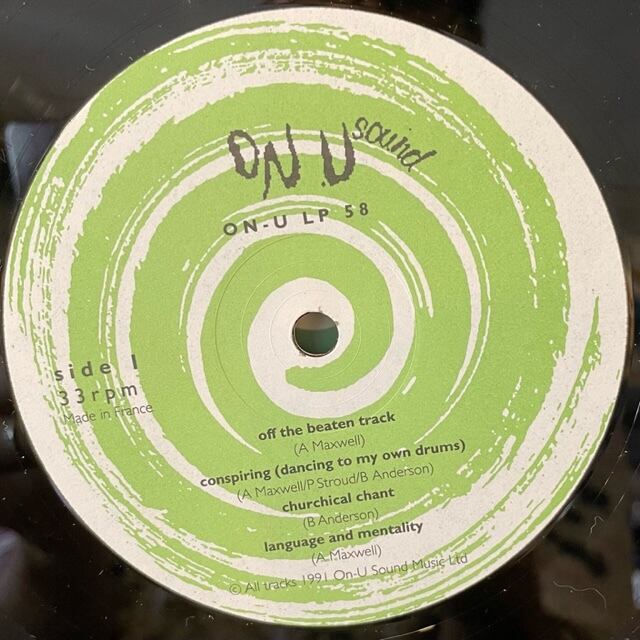 ON.U sound
ON-U LP 58
side 1
33rpm
Made in France
off the beaten track
(A Maxwell)
conspiring (dancing to my own drums)
(A Maxwell/P Stroud/B Anderson)
churchical chant
(B Anderson)
language and mentality
(A.Maxwell)
© All tracks 1991 On-U Sound Music Ltd